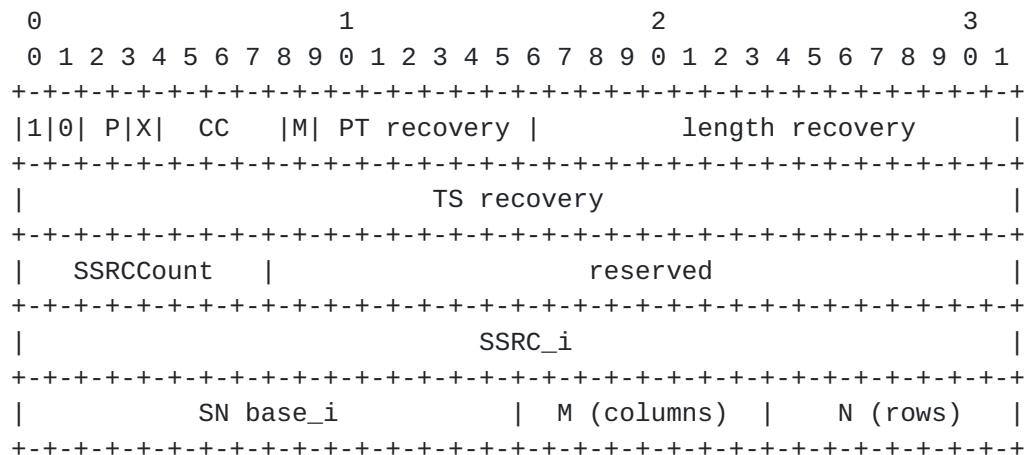 0                   1                   2                   3
 0 1 2 3 4 5 6 7 8 9 0 1 2 3 4 5 6 7 8 9 0 1 2 3 4 5 6 7 8 9 0 1
+-+-+-+-+-+-+-+-+-+-+-+-+-+-+-+-+-+-+-+-+-+-+-+-+-+-+-+-+-+-+-+-+
|1|0| P|X|  CC   |M| PT recovery |         length recovery      |
+-+-+-+-+-+-+-+-+-+-+-+-+-+-+-+-+-+-+-+-+-+-+-+-+-+-+-+-+-+-+-+-+
|                          TS recovery                          |
+-+-+-+-+-+-+-+-+-+-+-+-+-+-+-+-+-+-+-+-+-+-+-+-+-+-+-+-+-+-+-+-+
|   SSRCCount   |                    reserved                   |
+-+-+-+-+-+-+-+-+-+-+-+-+-+-+-+-+-+-+-+-+-+-+-+-+-+-+-+-+-+-+-+-+
|                             SSRC_i                            |
+-+-+-+-+-+-+-+-+-+-+-+-+-+-+-+-+-+-+-+-+-+-+-+-+-+-+-+-+-+-+-+-+
|           SN base_i           |  M (columns)  |    N (rows)   |
+-+-+-+-+-+-+-+-+-+-+-+-+-+-+-+-+-+-+-+-+-+-+-+-+-+-+-+-+-+-+-+-+